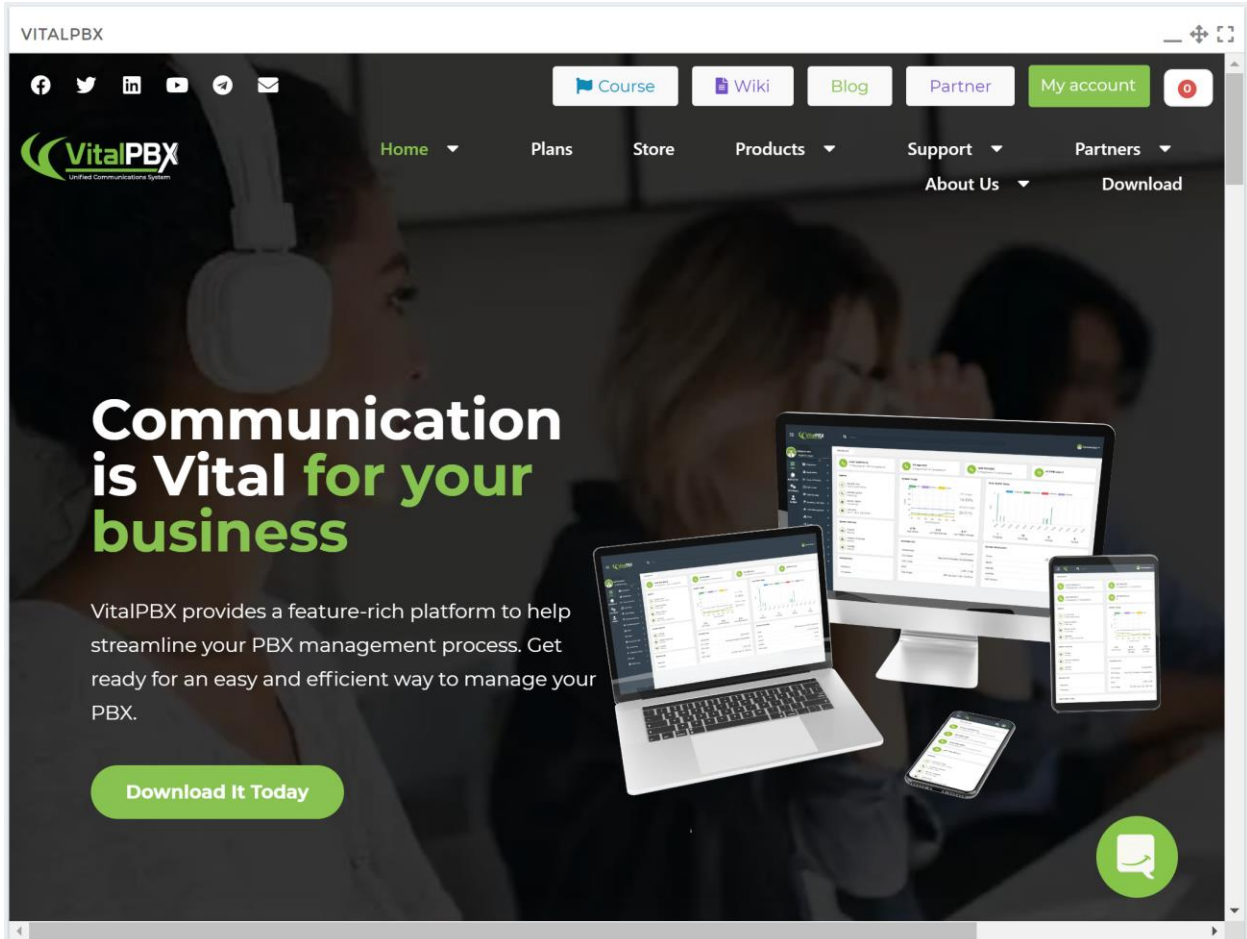 VITALPBX
Course
Wiki
Blog
Partner
My account
0
VitalPBX
Unified Communications System
Home
Plans
Store
Products
Support
Partners
About Us
Download
Communication
is Vital for your
business
VitalPBX provides a feature-rich platform to help
streamline your PBX management process. Get
ready for an easy and efficient way to manage your
PBX.
Download It Today